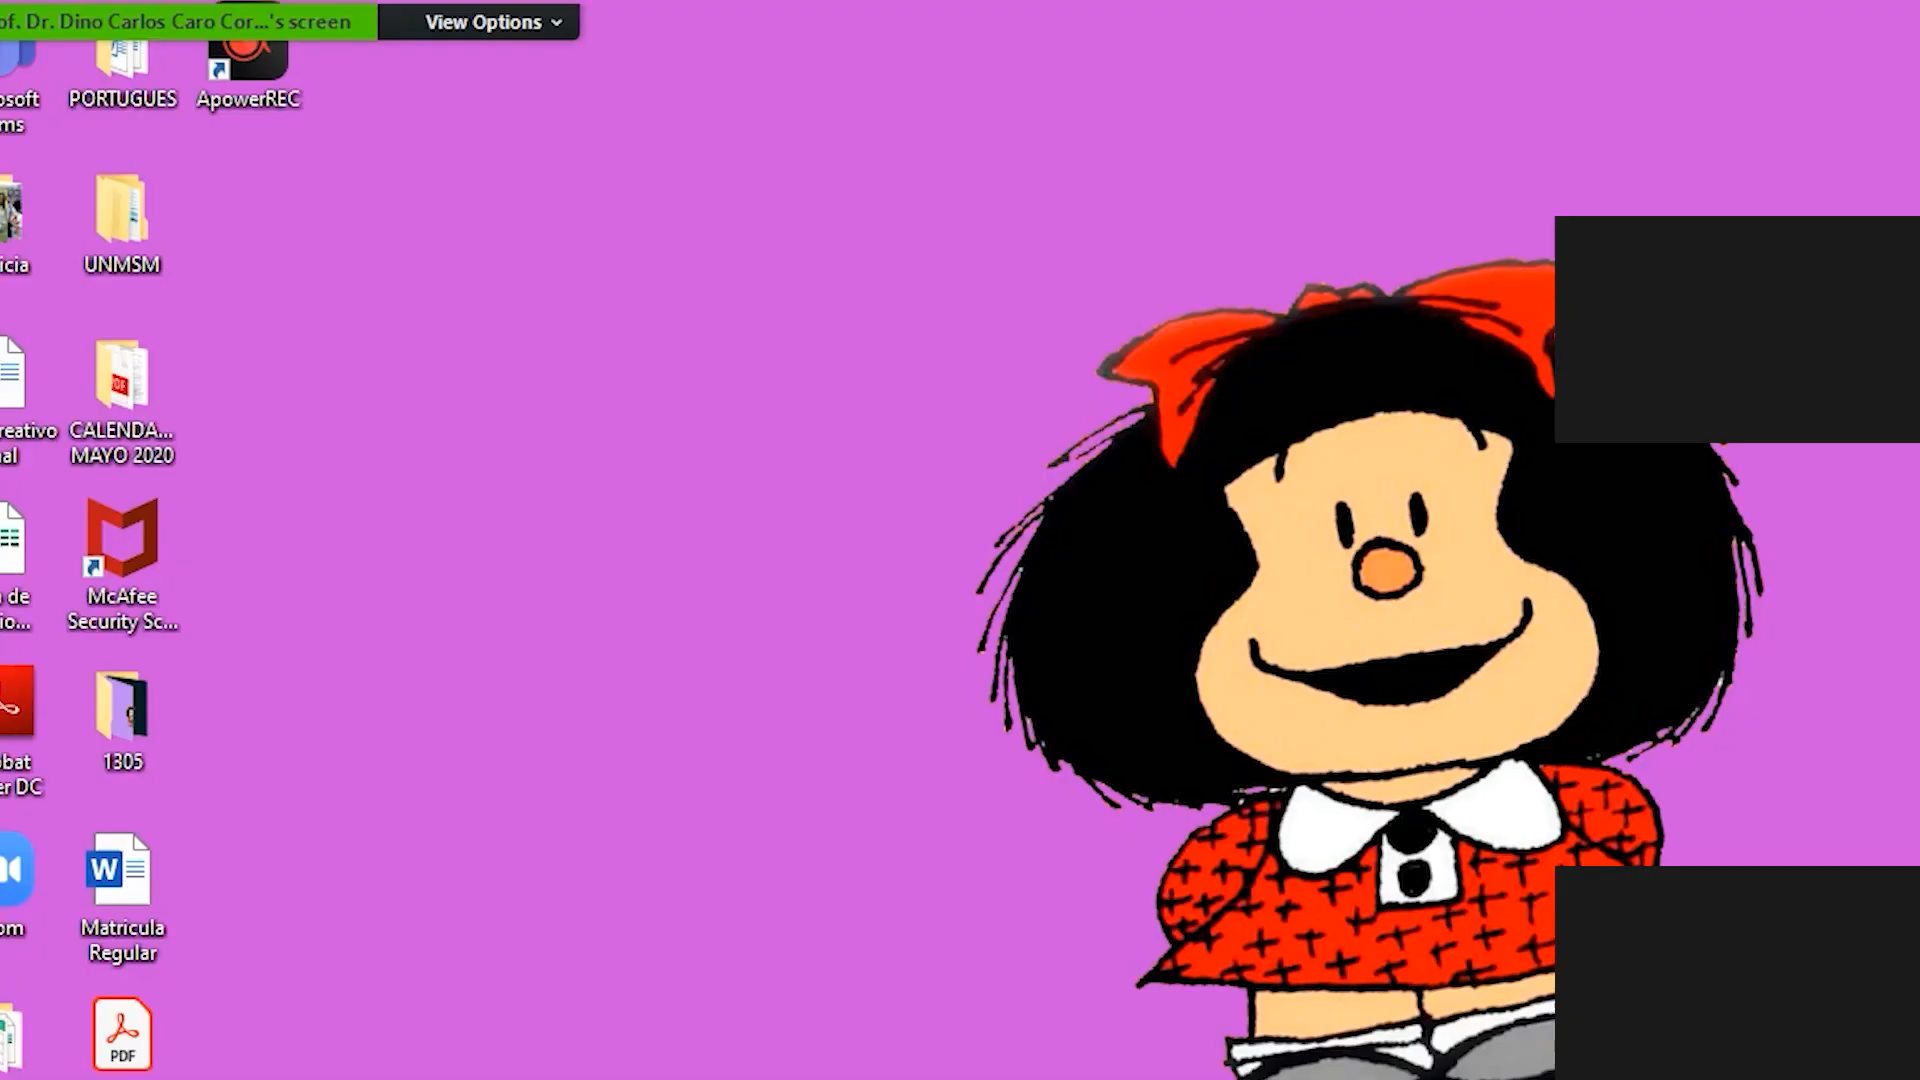 of. Dr. Dino Carlos Caro Cor...'s screen
View Options
osoft
ms
PORTUGUES
ApowerREC
icia
UNMSM
reativo
al
CALENDA...
MAYO 2020
de
io...
McAfee
Security Sc...
bat
er DC
1305
om
W
Matricula
Regular
PDF